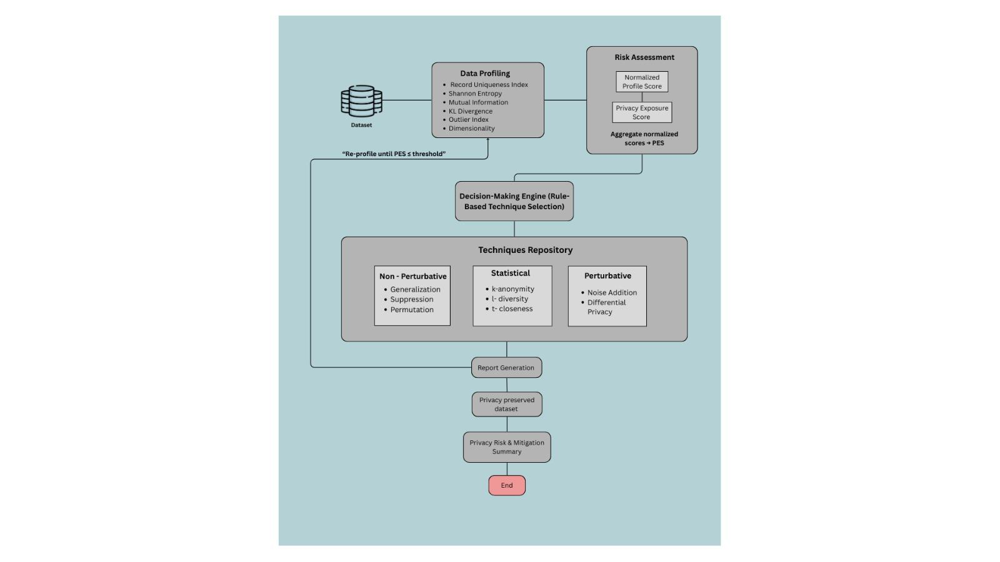 Risk Assessment
Normalized
Profile Score
Privacy Exposure
Score
Aggregate normalized
scores → PES
Data Profiling
• Record Uniqueness Index
• Shannon Entropy
• Mutual Information
• KL Divergence
• Outlier Index
• Dimensionality
Dataset
“Re-profile until PES ≤ threshold”
Decision-Making Engine (Rule-
Based Technique Selection)
Techniques Repository
Non - Perturbative
• Generalization
• Suppression
• Permutation
Statistical
• k-anonymity
• l- diversity
• t- closeness
Perturbative
• Noise Addition
• Differential
Privacy
Report Generation
Privacy preserved
dataset
Privacy Risk & Mitigation
Summary
End